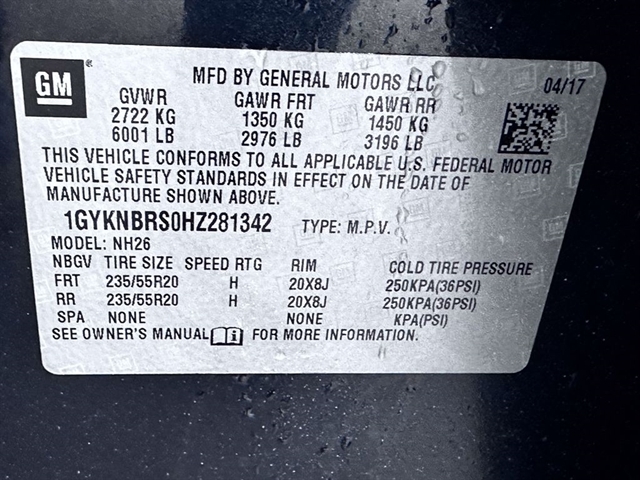 GM
MFD BY GENERAL MOTORS LLC 04/17
GVWR GAWR FRT GAWR RR
2722 KG 1350 KG 1450 KG
6001 LB 2976 LB 3196 LB
THIS VEHICLE CONFORMS TO ALL APPLICABLE U.S. FEDERAL MOTOR
VEHICLE SAFETY STANDARDS IN EFFECT ON THE DATE OF
MANUFACTURE SHOWN ABOVE.
1GYKNBRS0HZ281342 TYPE: M.P.V.
MODEL: NH26
NBGV TIRE SIZE SPEED RTG RIM COLD TIRE PRESSURE
FRT 235/55R20 H 20X8J 250KPA(36PSI)
RR 235/55R20 H 20X8J 250KPA(36PSI)
SPA NONE NONE KPA(PSI)
SEE OWNER'S MANUAL FOR MORE INFORMATION.